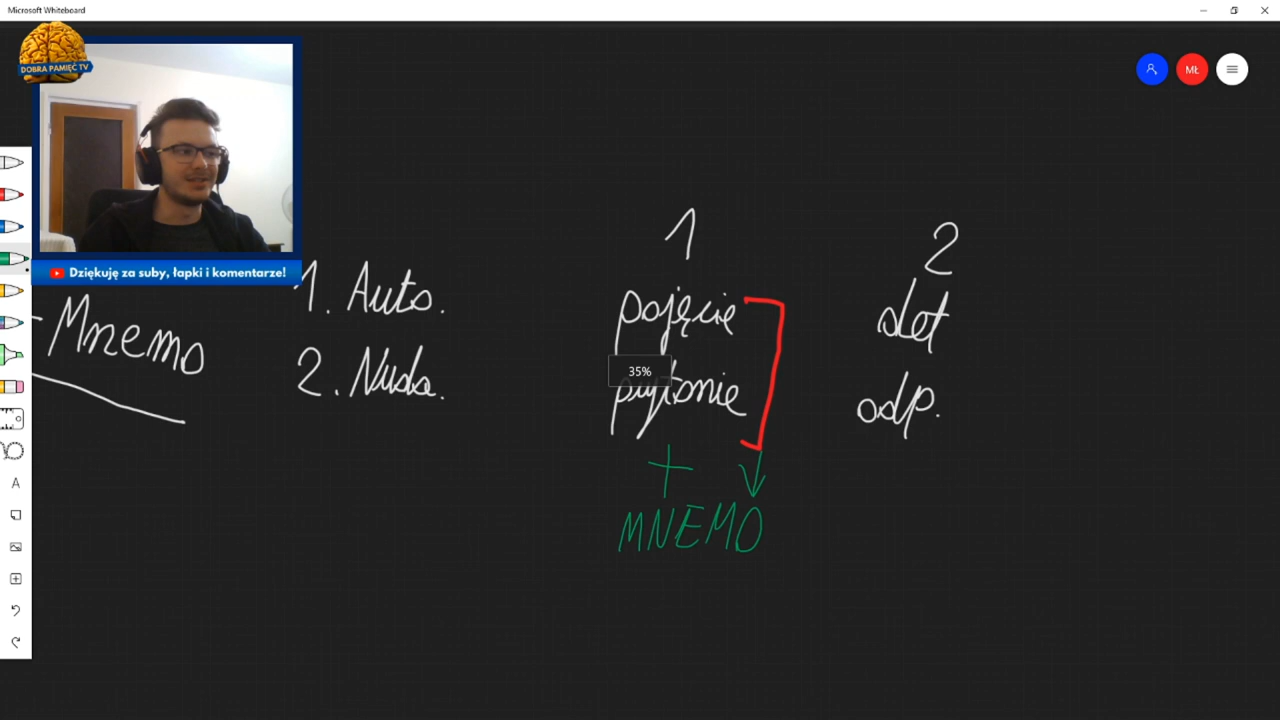 Microsoft Whiteboard
DOBRA PAMIĘĆ TV
MŁ
Dziękuję za suby, łapki i komentarze!
Mnemo
1. Auto.
2. Nuda.
1
pojęcie
35%
pytanie
+
MNEMO
2
def
odp.
A